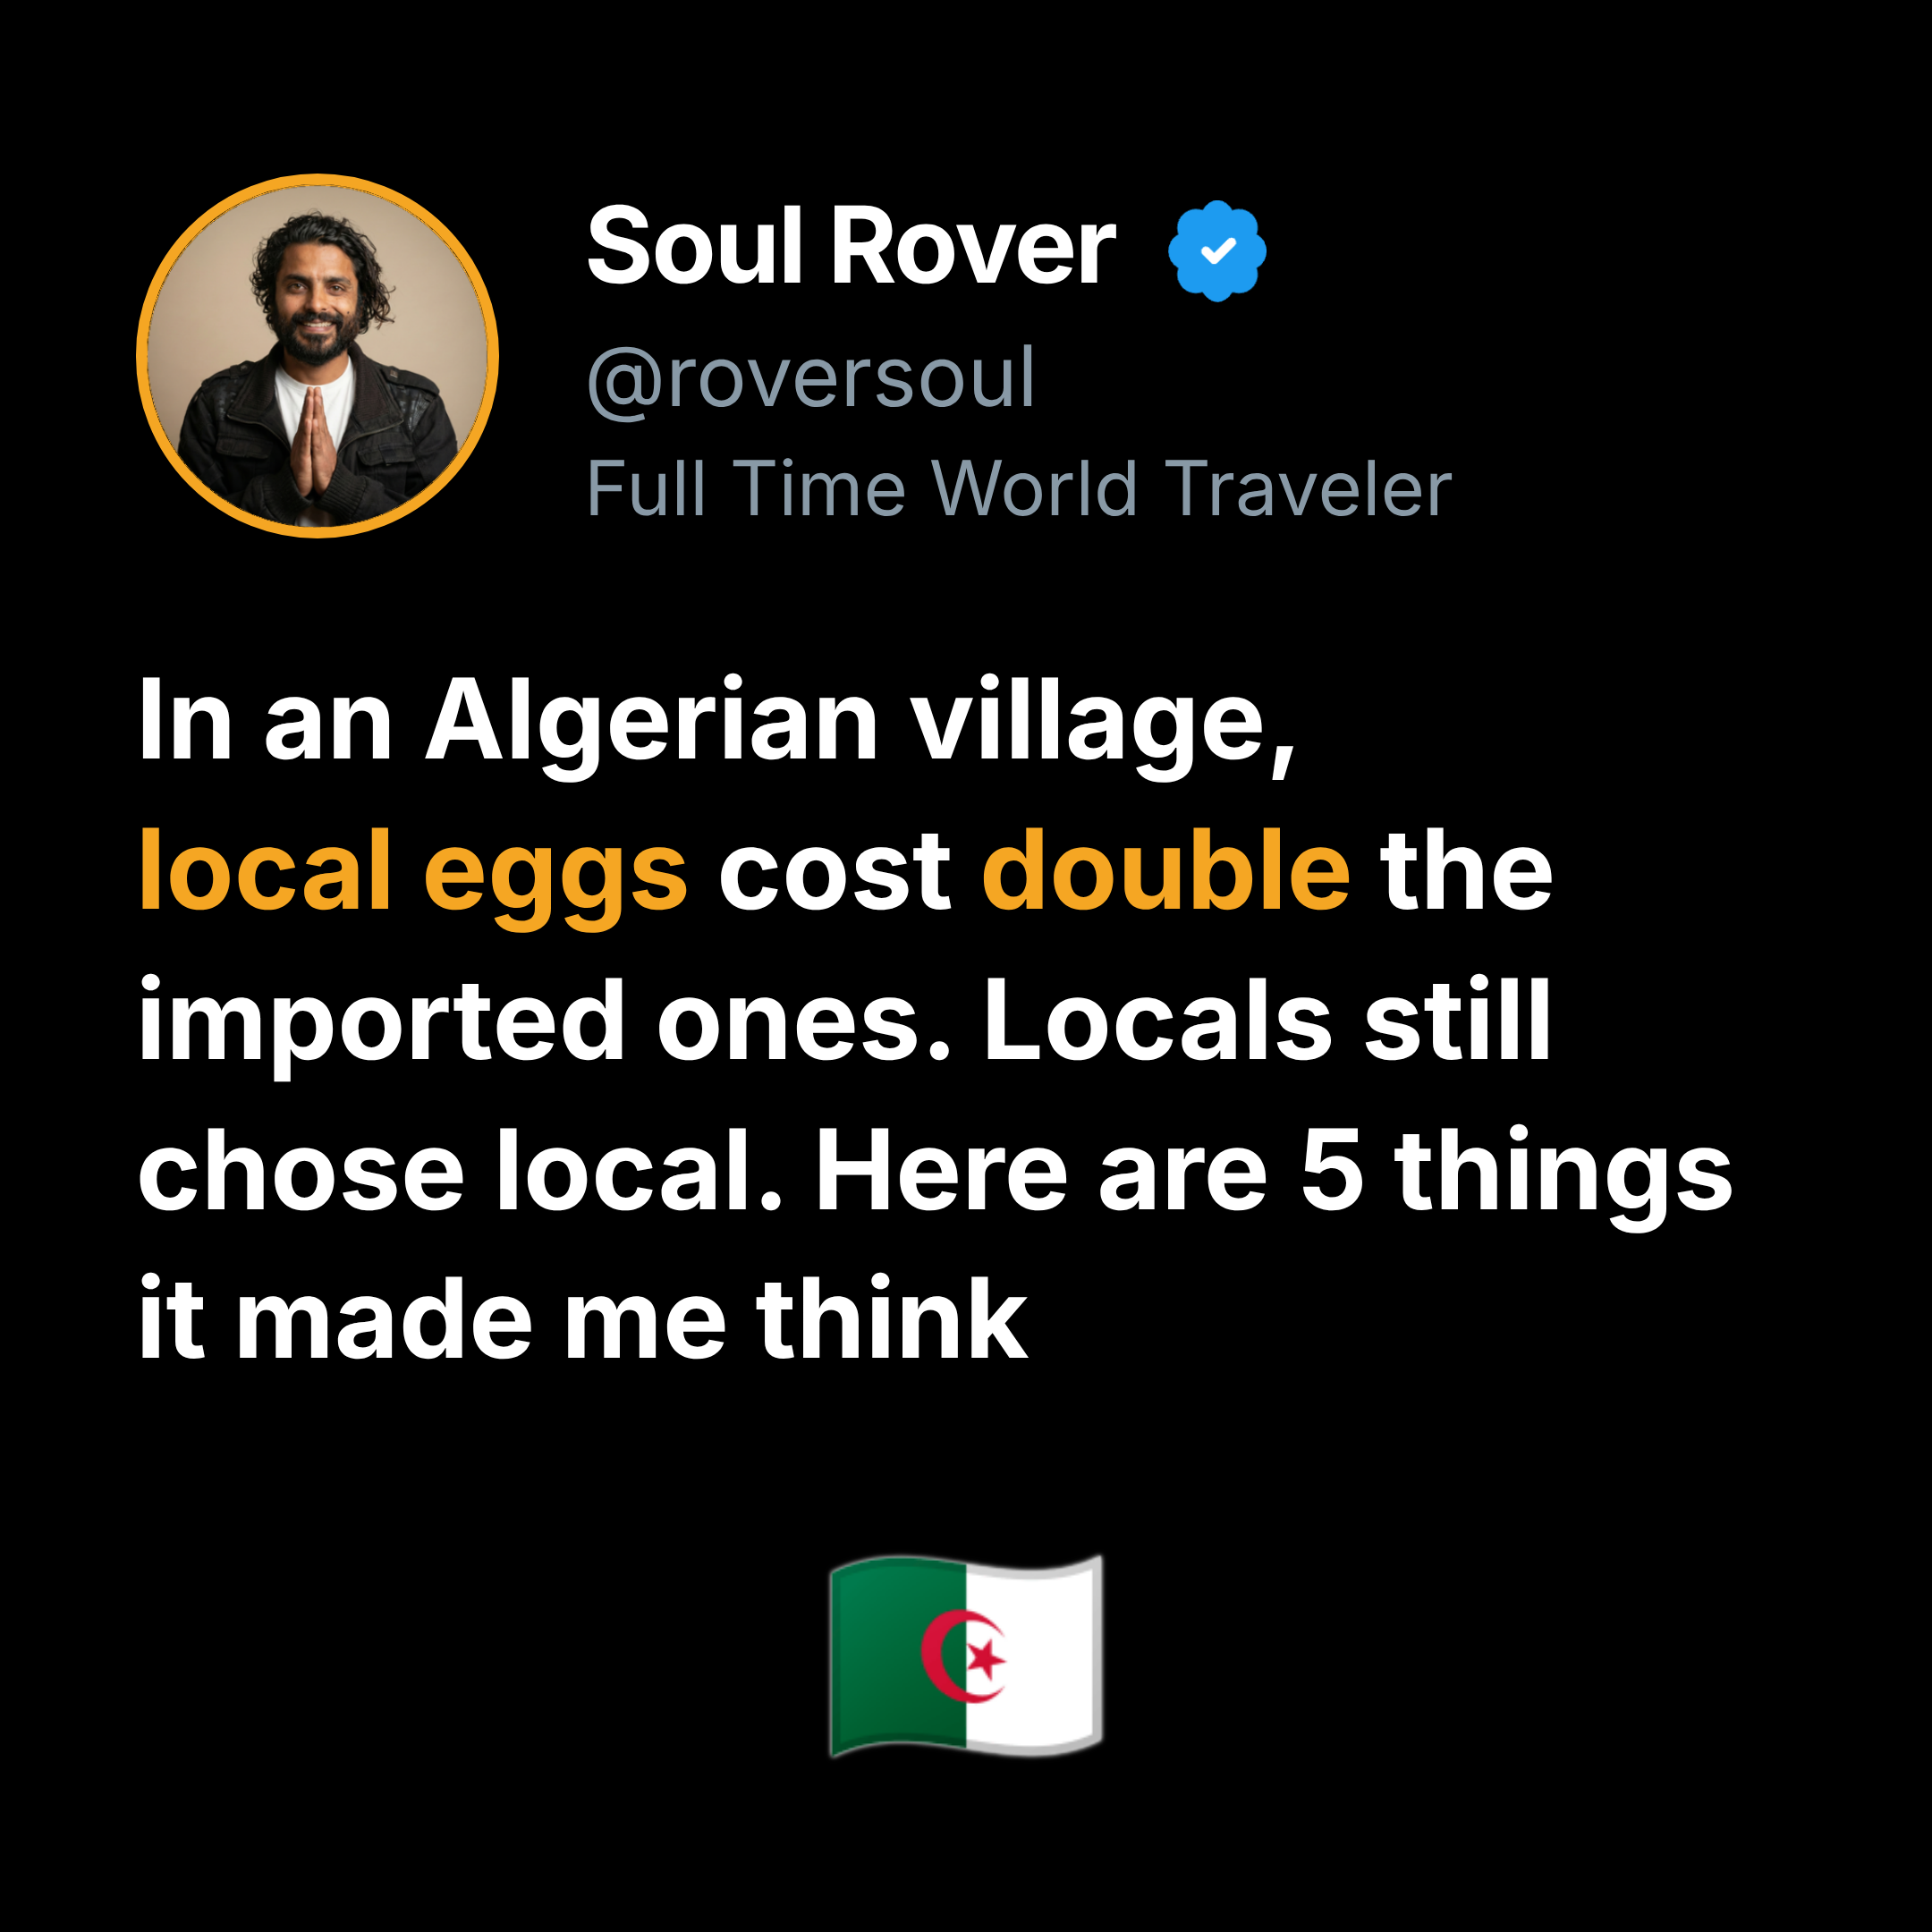 Soul Rover
@roversoul
Full Time World Traveler
In an Algerian village,
local eggs cost double the
imported ones. Locals still
chose local. Here are 5 things
it made me think